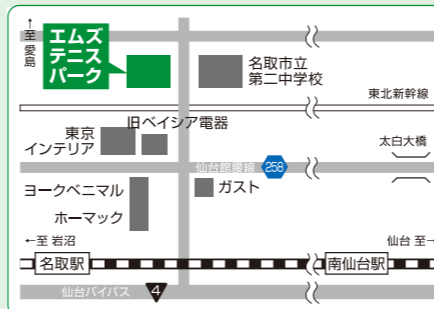 ↑至 愛島
エムズ
テニス
パーク
名取市立
第二中学校
東北新幹線
旧ベイシア電器
東京
インテリア
太白大橋
仙台館腰線
258
ヨークベニマル
ガスト
ホーマック
←至 岩沼
仙台 至→
名取駅
南仙台駅
仙台バイパス
4